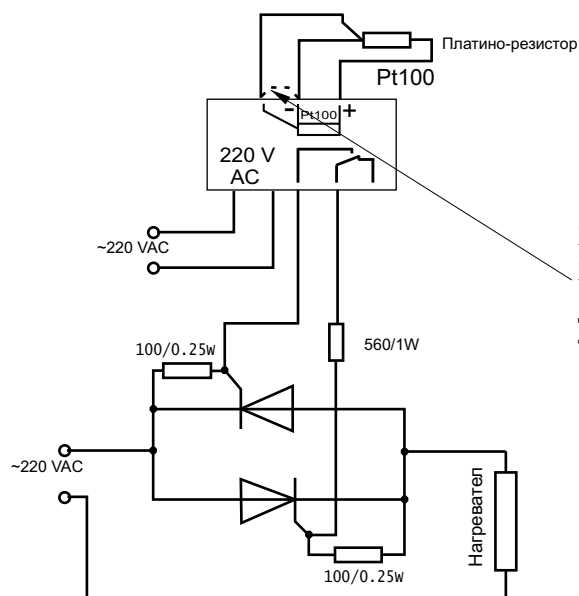 Платино-резистор
Pt100
- Pt100 +
220 V
AC
~220 VAC
560/1W
100/0.25W
~220 VAC
Нагревател
100/0.25W